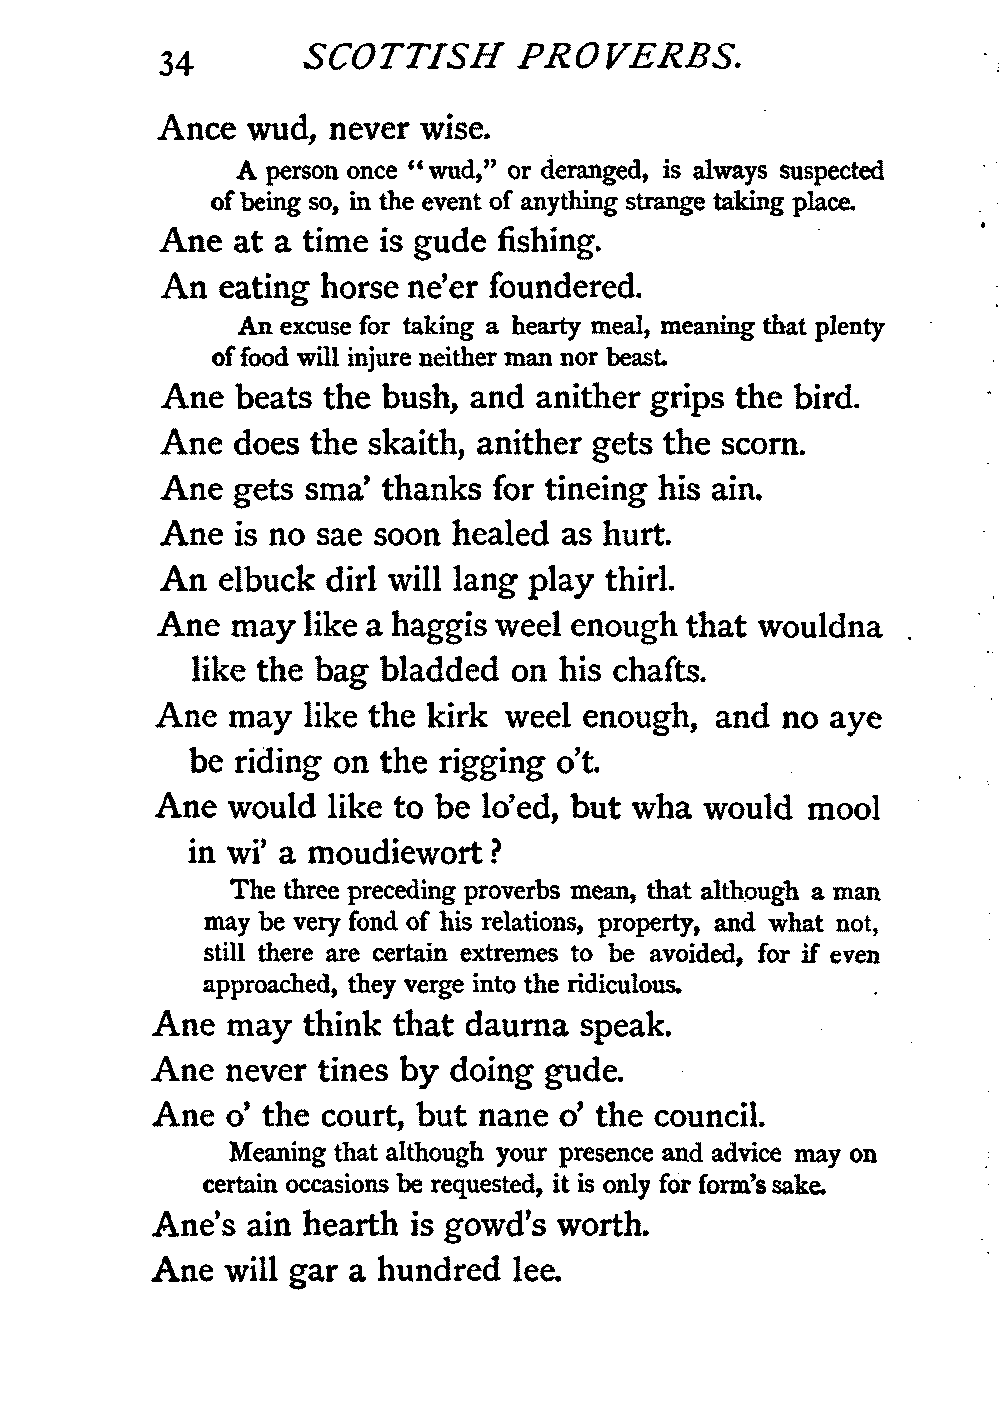 34 SCOTTISH PROVERBS.
Ance wud, never wise.
A person once “wud,” or deranged, is always suspected
of being so, in the event of anything strange taking place.
Ane at a time is gude fishing.
An eating horse ne’er foundered.
An excuse for taking a hearty meal, meaning that plenty
of food will injure neither man nor beast.
Ane beats the bush, and anither grips the bird.
Ane does the skaith, anither gets the scorn.
Ane gets sma’ thanks for tineing his ain.
Ane is no sae soon healed as hurt.
An elbuck dirl will lang play thirl.
Ane may like a haggis weel enough that wouldna
like the bag bladded on his chafts.
Ane may like the kirk weel enough, and no aye
be riding on the rigging o’t.
Ane would like to be lo’ed, but wha would mool
in wi’ a moudiewort?
The three preceding proverbs mean, that although a man
may be very fond of his relations, property, and what not,
still there are certain extremes to be avoided, for if even
approached, they verge into the ridiculous.
Ane may think that daurna speak.
Ane never tines by doing gude.
Ane o’ the court, but nane o’ the council.
Meaning that although your presence and advice may on
certain occasions be requested, it is only for form’s sake.
Ane’s ain hearth is gowd’s worth.
Ane will gar a hundred lee.